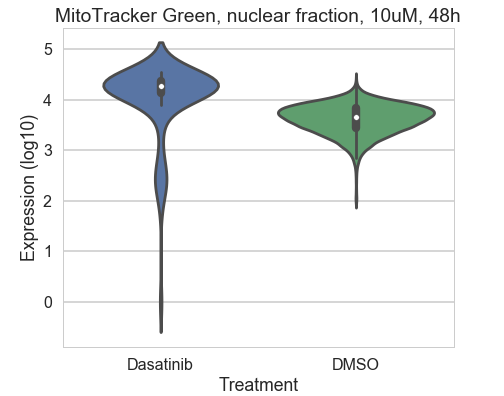 MitoTracker Green, nuclear fraction, 10uM, 48h
5
4
3
2
1
0
Expression (log10)
Dasatinib
DMSO
Treatment